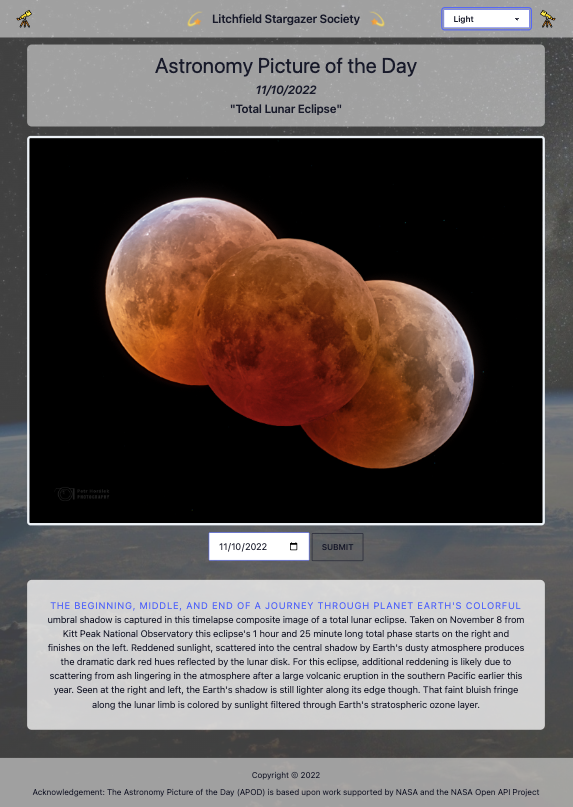 Litchfield Stargazer Society
Light
Astronomy Picture of the Day
11/10/2022
"Total Lunar Eclipse"
PHOTOGRAPHY
11/10/2022
SUBMIT
THE BEGINNING, MIDDLE, AND END OF A JOURNEY THROUGH PLANET EARTH'S COLORFUL
umbral shadow is captured in this timelapse composite image of a total lunar eclipse. Taken on November 8 from
Kitt Peak National Observatory this eclipse's 1 hour and 25 minute long total phase starts on the right and
finishes on the left. Reddened sunlight, scattered into the central shadow by Earth's dusty atmosphere produces
the dramatic dark red hues reflected by the lunar disk. For this eclipse, additional reddening is likely due to
scattering from ash lingering in the atmosphere after a large volcanic eruption in the southern Pacific earlier this
year. Seen at the right and left, the Earth's shadow is still lighter along its edge though. That faint bluish fringe
along the lunar limb is colored by sunlight filtered through Earth's stratospheric ozone layer.
Copyright © 2022
Acknowledgement: The Astronomy Picture of the Day (APOD) is based upon work supported by NASA and the NASA Open API Project